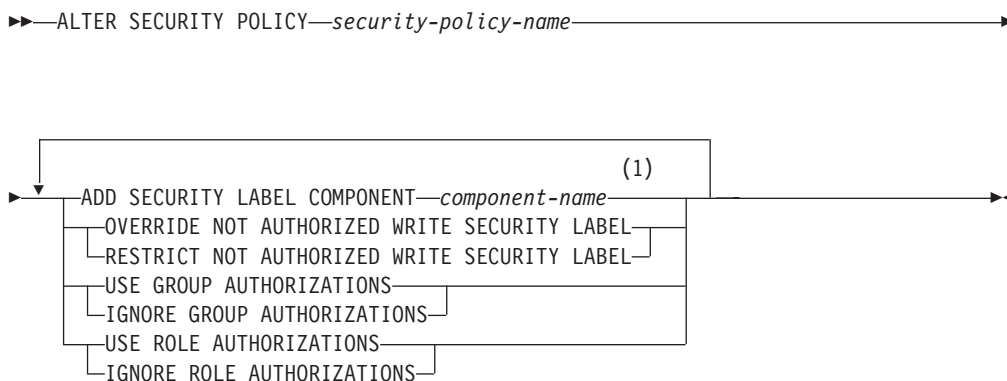 ALTER SECURITY POLICY security-policy-name
(1)
ADD SECURITY LABEL COMPONENT component-name
OVERRIDE NOT AUTHORIZED WRITE SECURITY LABEL
RESTRICT NOT AUTHORIZED WRITE SECURITY LABEL
USE GROUP AUTHORIZATIONS
IGNORE GROUP AUTHORIZATIONS
USE ROLE AUTHORIZATIONS
IGNORE ROLE AUTHORIZATIONS